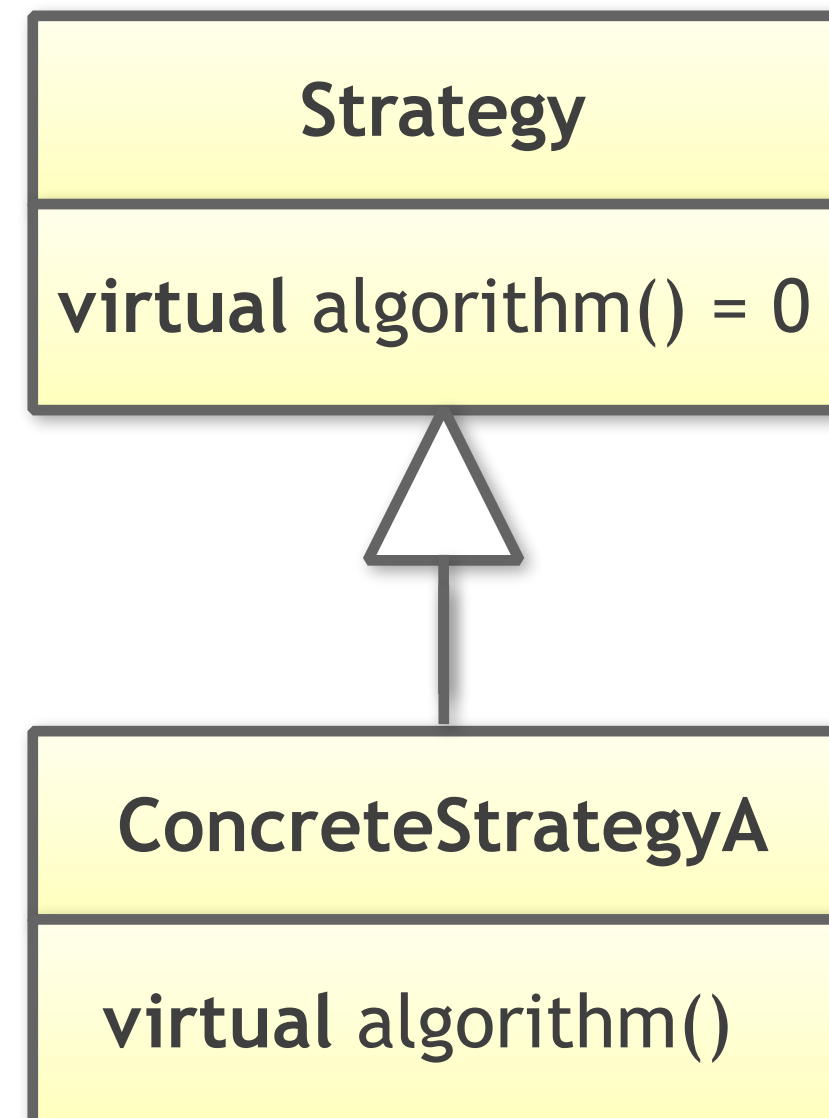 Strategy
virtual algorithm() = 0
ConcreteStrategyA
virtual algorithm()